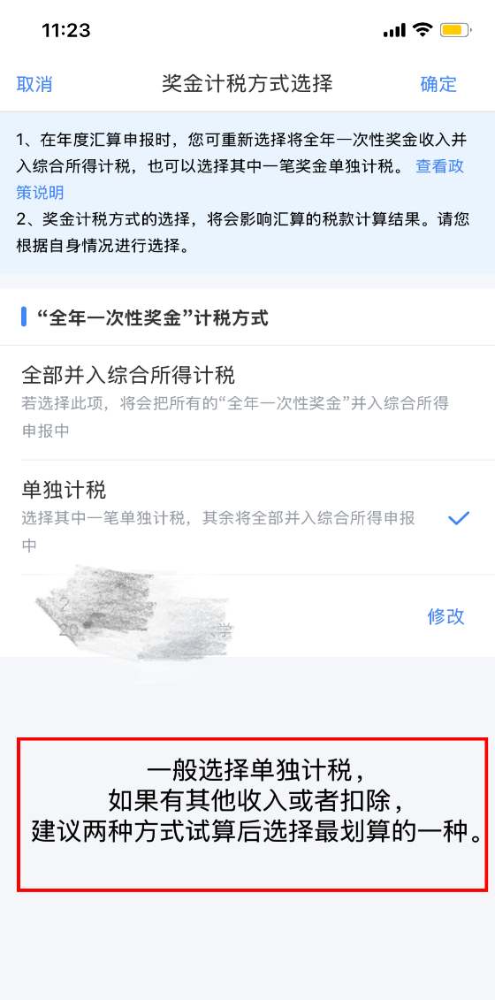 11:23
取消 奖金计税方式选择 确定
1、在年度汇算申报时，您可重新选择将全年一次性奖金收入并
入综合所得计税，也可以选择其中一笔奖金单独计税。 查看政
策说明
2、奖金计税方式的选择，将会影响汇算的税款计算结果。请您
根据自身情况进行选择。
“全年一次性奖金”计税方式
全部并入综合所得计税
若选择此项，将会把所有的“全年一次性奖金”并入综合所得
申报中
单独计税
选择其中一笔单独计税，其余将全部并入综合所得申报
中
2
修改
20 学
一般选择单独计税，
如果有其他收入或者扣除，
建议两种方式试算后选择最划算的一种。